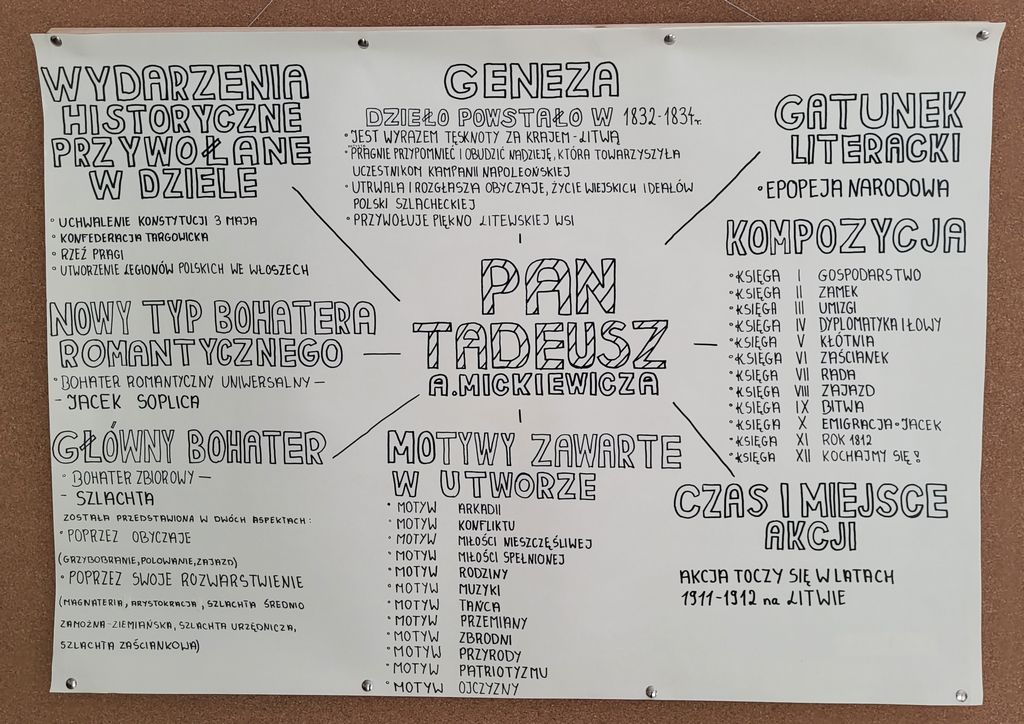 WYDARZENIA
HISTORYCZNE
PRZYWOŁANE
W DZIELE
• UCHWALENIE KONSTYTUCJI 3 MAJA
• KONFEDERACJA TARGOWICKA
• RZEŹ PRAGI
• UTWORZENIE LEGIONÓW POLSKICH WE WŁOSZECH
GENEZA
DZIEŁO POWSTAŁO W 1832-1834r.
• JEST WYRAZEM TĘSKNOTY ZA KRAJEM-LITWĄ
• PRAGNIE PRZYPOMNIEĆ I OBUDZIĆ NADZIEJĘ, KTÓRA TOWARZYSZYŁA
UCZESTNIKOM KAMPANII NAPOLEOŃSKIEJ
• UTRWALA I ROZGŁASZA OBYCZAJE, ŻYCIE WIEJSKICH IDEAŁÓW
POLSKI SZLACHECKIEJ
• PRZYWOŁUJE PIĘKNO LITEWSKIEJ WSI
GATUNEK
LITERACKI
• EPOPEJA NARODOWA
PAN
TADEUSZ
A.MICKIEWICZA
NOWY TYP BOHATERA
ROMANTYCZNEGO
• BOHATER ROMANTYCZNY UNIWERSALNY –
- JACEK SOPLICA
KOMPOZYCJA
• KSIĘGA I GOSPODARSTWO
• KSIĘGA II ZAMEK
• KSIĘGA III UMIZGI
• KSIĘGA IV DYPLOMATYKA I ŁOWY
• KSIĘGA V KŁÓTNIA
• KSIĘGA VI ZAŚCIANEK
• KSIĘGA VII RADA
• KSIĘGA VIII ZAJAZD
• KSIĘGA IX BITWA
• KSIĘGA X EMIGRACJA • JACEK
• KSIĘGA XI ROK 1812
• KSIĘGA XII KOCHAJMY SIĘ!
GŁÓWNY BOHATER
• BOHATER ZBIOROWY –
- SZLACHTA
ZOSTAŁA PRZEDSTAWIONA W DWÓCH ASPEKTACH:
• POPRZEZ OBYCZAJE
(GRZYBOBRANIE, POLOWANIE, ZAJAZD)
• POPRZEZ SWOJE ROZWARSTWIENIE
(MAGNATERIA, ARYSTOKRACJA, SZLACHTA ŚREDNIO
ZAMOŻNA-ZIEMIAŃSKA, SZLACHTA URZĘDNICZA,
SZLACHTA ZAŚCIANKOWA)
MOTYWY ZAWARTE
W UTWORZE
• MOTYW ARKADII
• MOTYW KONFLIKTU
• MOTYW MIŁOŚCI NIESZCZĘŚLIWEJ
• MOTYW MIŁOŚCI SPEŁNIONEJ
• MOTYW RODZINY
• MOTYW MUZYKI
• MOTYW TAŃCA
• MOTYW PRZEMIANY
• MOTYW ZBRODNI
• MOTYW PRZYRODY
• MOTYW PATRIOTYZMU
• MOTYW OJCZYZNY
CZAS I MIEJSCE
AKCJI
AKCJA TOCZY SIĘ W LATACH
1911-1912 na LITWIE